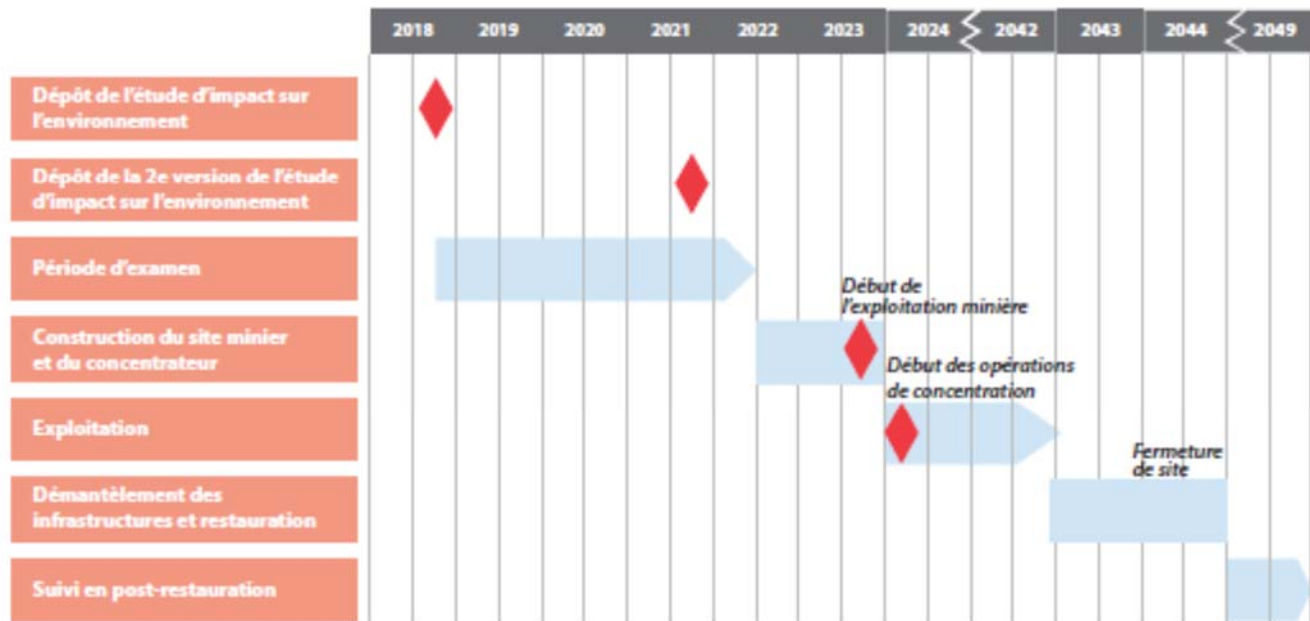 2018 2019 2020 2021 2022 2023 2024 2042 2043 2044 2049
Dépôt de l'étude d'impact sur
l'environnement
Dépôt de la 2e version de l'étude
d'impact sur l'environnement
Période d'examen
Début de
l'exploitation minière
Construction du site minier
et du concentrateur
Début des opérations
de concentration
Exploitation
Fermeture
de site
Démantèlement des
infrastructures et restauration
Suivi en post-restauration